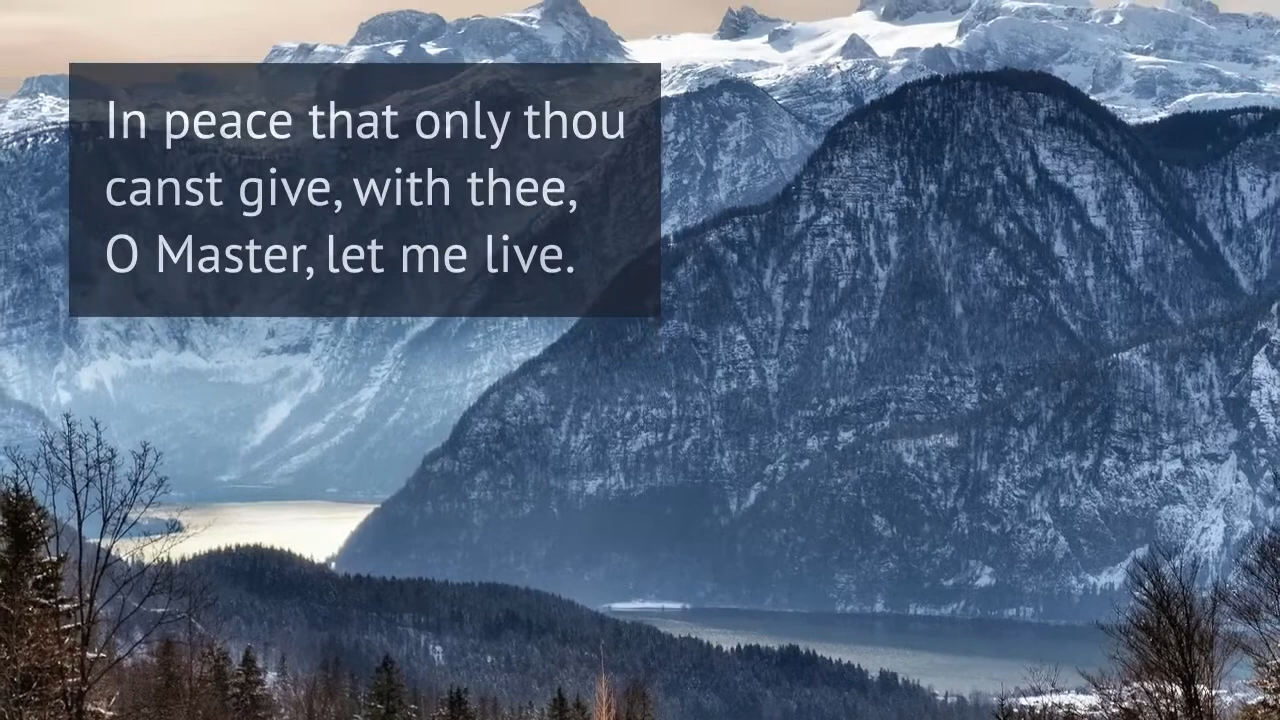 In peace that only thou
canst give, with thee,
O Master, let me live.